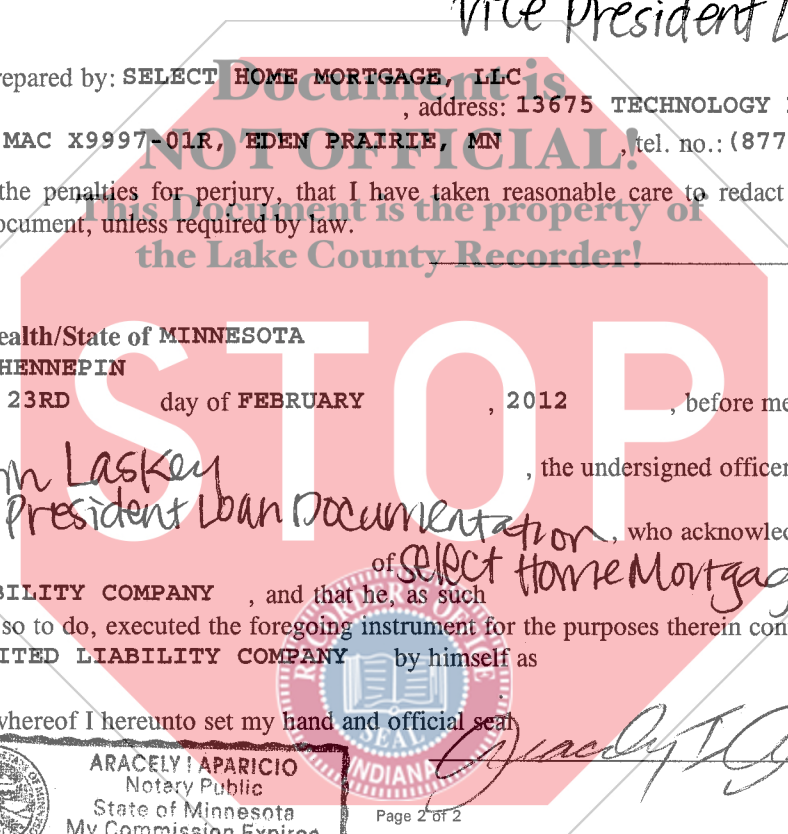 Vice President L
repared by: SELECT HOME MORTGAGE, LLC
Document is
, address: 13675 TECHNOLOGY
MAC X9997-01R, EDEN PRAIRIE, MN , tel. no.: (877
NOT OFFICIAL!
the penalties for perjury, that I have taken reasonable care to redact
This Document is the property of
ocument, unless required by law.
the Lake County Recorder!
ealth/State of MINNESOTA
HENNEPIN
23RD day of FEBRUARY , 2012 , before me
STOP
Laskey , the undersigned officer
President Loan Documentation, who acknowled
of Select Home Mortgag
BILITY COMPANY , and that he, as such
so to do, executed the foregoing instrument for the purposes therein con
ITED LIABILITY COMPANY by himself as
RECORDER'S OFFICE
SEAL
INDIANA
whereof I hereunto set my hand and official seal
ARACELY I APARICIO
Notary Public
State of Minnesota
My Commission Expires
Page 2 of 2